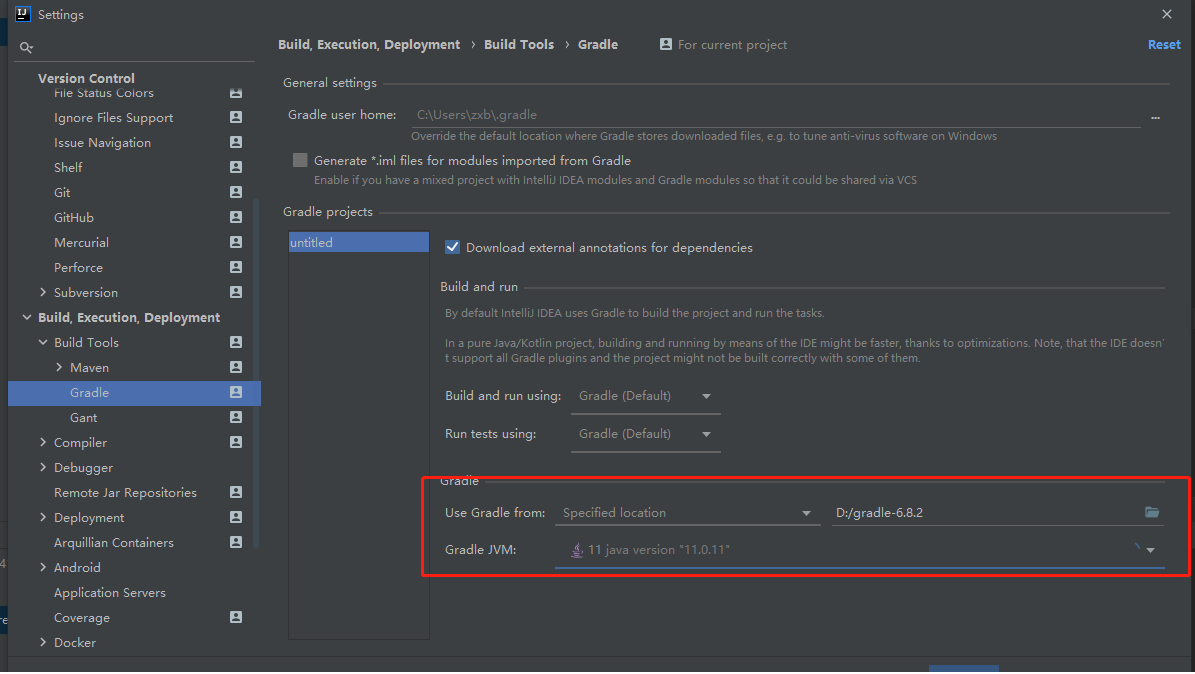 Settings
Build, Execution, Deployment › Build Tools › Gradle For current project Reset
Version Control
File Status Colors
Ignore Files Support
Issue Navigation
Shelf
Git
GitHub
Mercurial
Perforce
Subversion
Build, Execution, Deployment
Build Tools
Maven
Gradle
Gant
Compiler
Debugger
Remote Jar Repositories
Deployment
Arquillian Containers
Android
Application Servers
Coverage
Docker
General settings
Gradle user home: C:\Users\zxb\.gradle ...
Override the default location where Gradle stores downloaded files, e.g. to tune anti-virus software on Windows
Generate *.iml files for modules imported from Gradle
Enable if you have a mixed project with IntelliJ IDEA modules and Gradle modules so that it could be shared via VCS
Gradle projects
untitled
Download external annotations for dependencies
Build and run
By default IntelliJ IDEA uses Gradle to build the project and run the tasks.
In a pure Java/Kotlin project, building and running by means of the IDE might be faster, thanks to optimizations. Note, that the IDE doesn'
t support all Gradle plugins and the project might not be built correctly with some of them.
Build and run using: Gradle (Default)
Run tests using: Gradle (Default)
Gradle
Use Gradle from: Specified location D:/gradle-6.8.2
Gradle JVM: 11 java version "11.0.11"